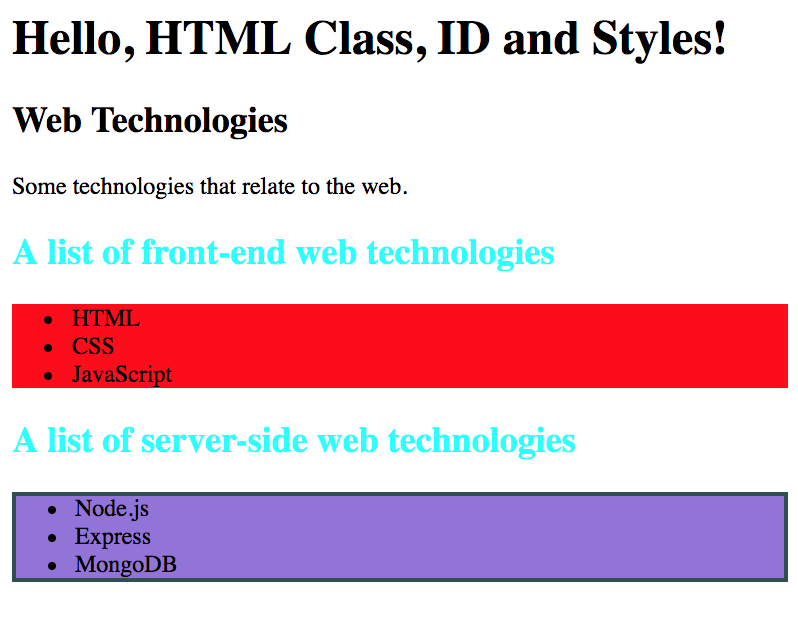 Hello, HTML Class, ID and Styles!
Web Technologies
Some technologies that relate to the web.
A list of front-end web technologies
• HTML
• CSS
• JavaScript
A list of server-side web technologies
• Node.js
• Express
• MongoDB